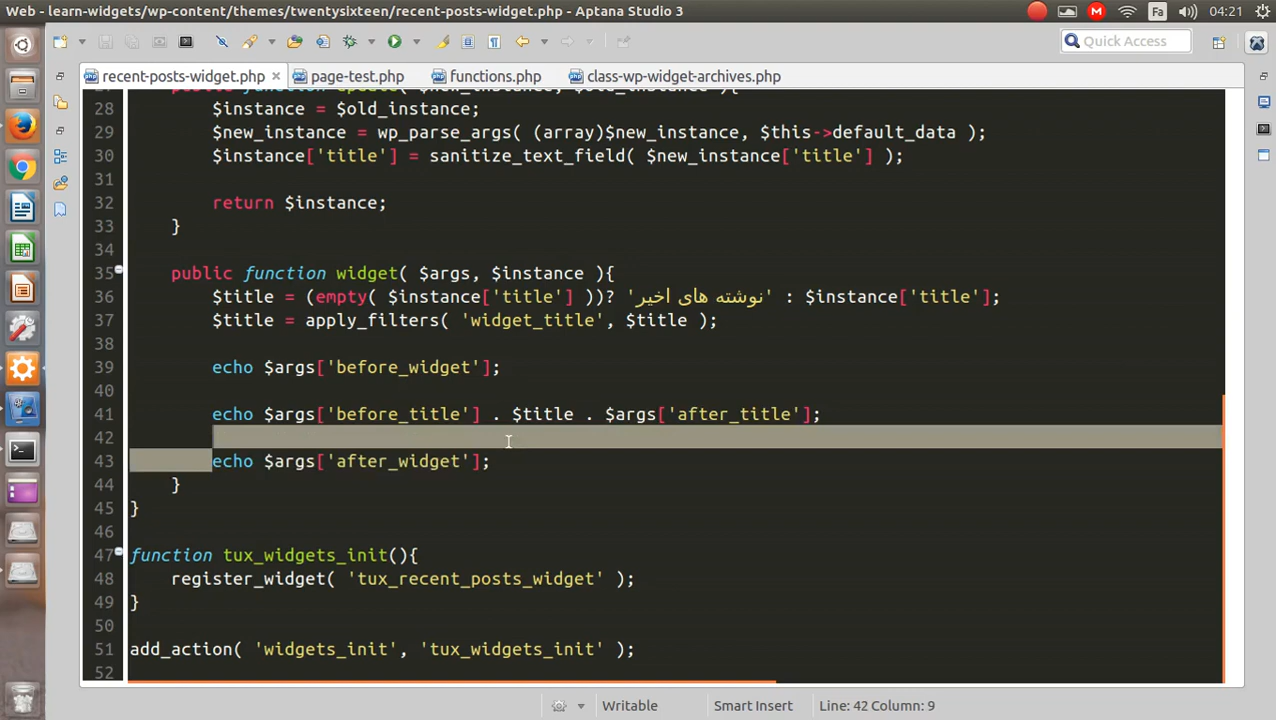 Web - learn-widgets/wp-content/themes/twentysixteen/recent-posts-widget.php - Aptana Studio 3
Fa
04:21
Quick Access
recent-posts-widget.php
page-test.php
functions.php
class-wp-widget-archives.php
28 $instance = $old_instance;
29 $new_instance = wp_parse_args( (array)$new_instance, $this->default_data );
30 $instance['title'] = sanitize_text_field( $new_instance['title'] );
31
32 return $instance;
33 }
34
35 public function widget( $args, $instance ){
36 $title = (empty( $instance['title'] ))? 'نوشته های اخیر' : $instance['title'];
37 $title = apply_filters( 'widget_title', $title );
38
39 echo $args['before_widget'];
40
41 echo $args['before_title'] . $title . $args['after_title'];
42
43 echo $args['after_widget'];
44 }
45 }
46
47 function tux_widgets_init(){
48 register_widget( 'tux_recent_posts_widget' );
49 }
50
51 add_action( 'widgets_init', 'tux_widgets_init' );
52
Writable
Smart Insert
Line: 42 Column: 9